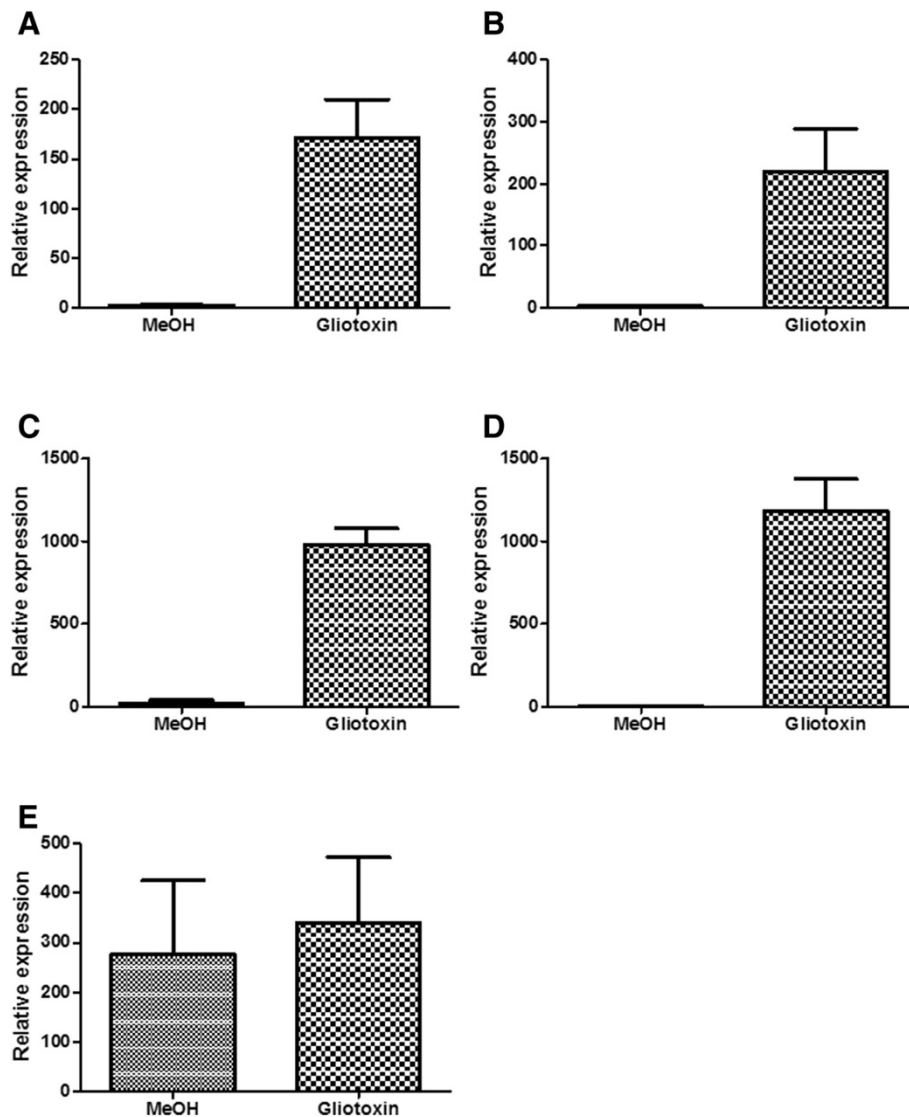 A
Relative expression
250
200
150
100
50
0
MeOH
Gliotoxin
B
Relative expression
400
300
200
100
0
MeOH
Gliotoxin
C
Relative expression
1500
1000
500
0
MeOH
Gliotoxin
D
Relative expression
1500
1000
500
0
MeOH
Gliotoxin
E
Relative expression
500
400
300
200
100
0
MeOH
Gliotoxin